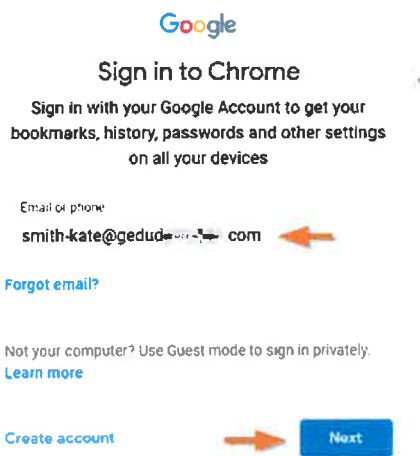 Google
Sign in to Chrome
Sign in with your Google Account to get your
bookmarks, history, passwords and other settings
on all your devices
Email or phone
smith-kate@gedud com
Forgot email?
Not your computer? Use Guest mode to sign in privately.
Learn more
Create account
Next